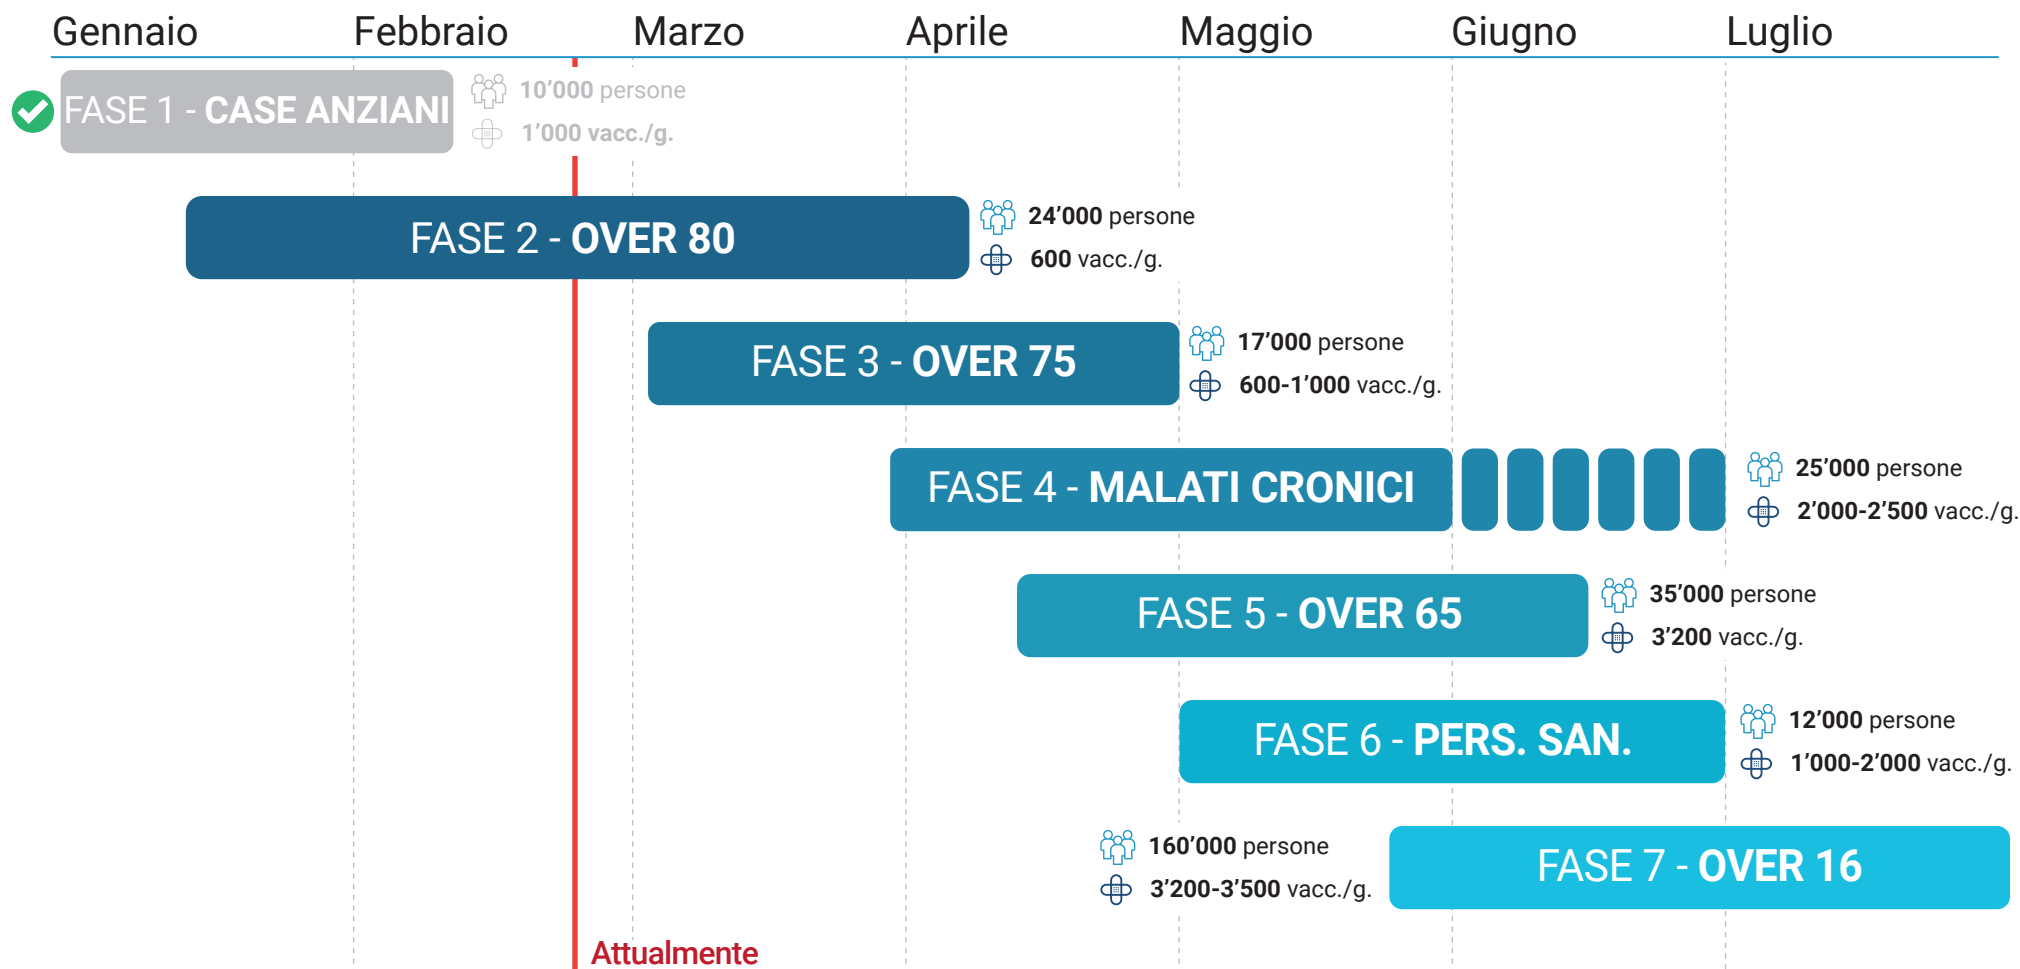 Gennaio Febbraio Marzo Aprile Maggio Giugno Luglio
FASE 1 - CASE ANZIANI
10’000 persone
1’000 vacc./g.
FASE 2 - OVER 80
24’000 persone
600 vacc./g.
FASE 3 - OVER 75
17’000 persone
600-1’000 vacc./g.
FASE 4 - MALATI CRONICI
25’000 persone
2’000-2’500 vacc./g.
FASE 5 - OVER 65
35’000 persone
3’200 vacc./g.
FASE 6 - PERS. SAN.
12’000 persone
1’000-2’000 vacc./g.
160’000 persone
3’200-3’500 vacc./g.
FASE 7 - OVER 16
Attualmente